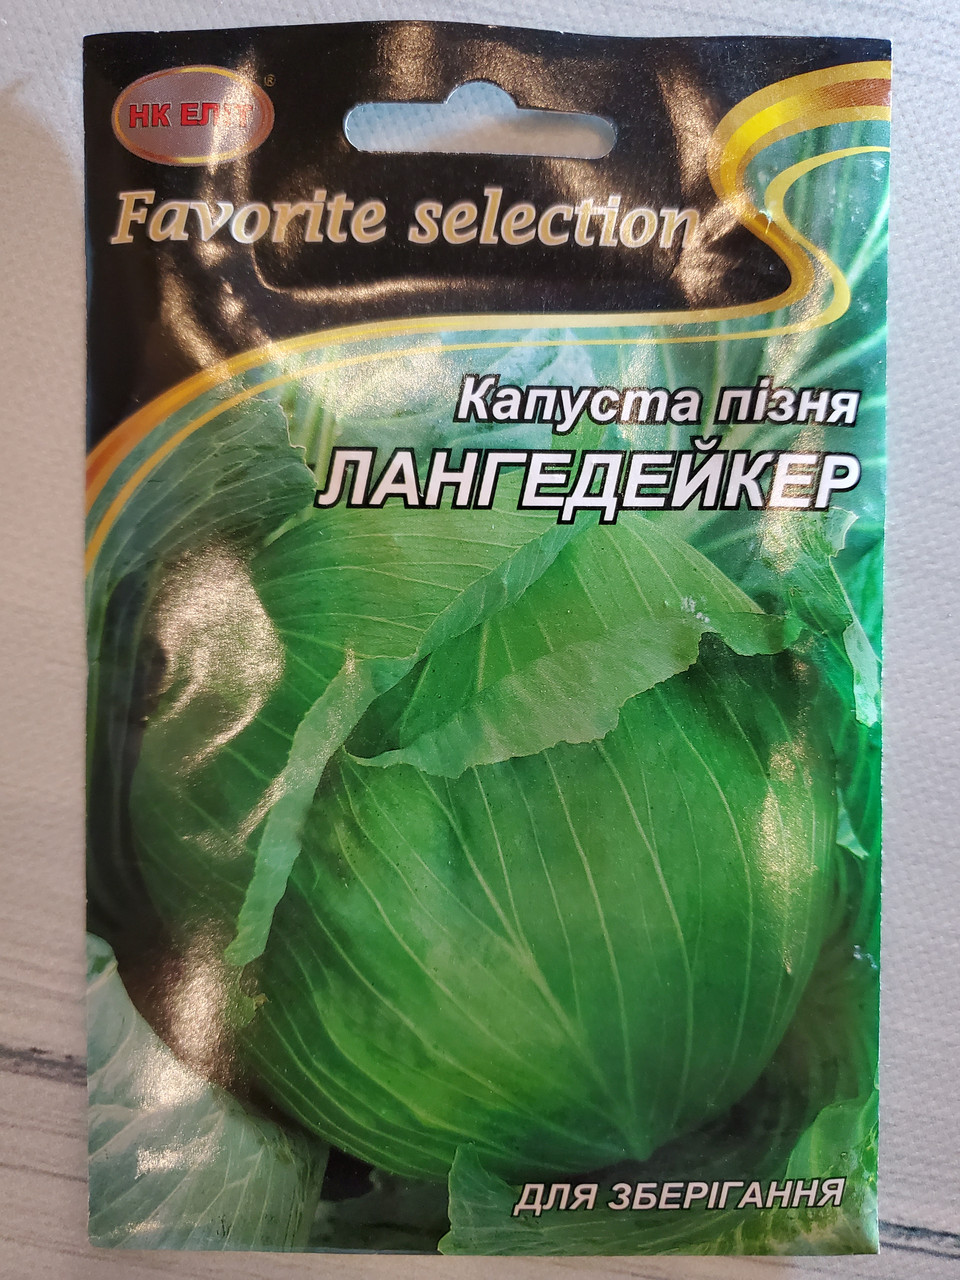 НК ЕЛІТ
®
Favorite selection
Капуста пізня
ЛАНГЕДЕЙКЕР
ДЛЯ ЗБЕРІГАННЯ